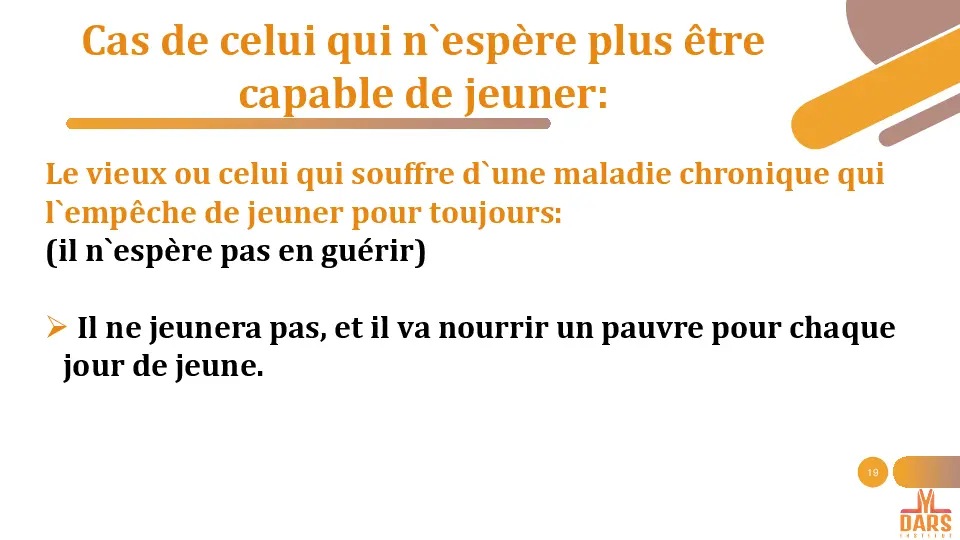 Cas de celui qui n`espère plus être
capable de jeuner:
Le vieux ou celui qui souffre d`une maladie chronique qui
l`empêche de jeuner pour toujours:
(il n`espère pas en guérir)
➢ Il ne jeunera pas, et il va nourrir un pauvre pour chaque
jour de jeune.
19
DARS
INSTITUT